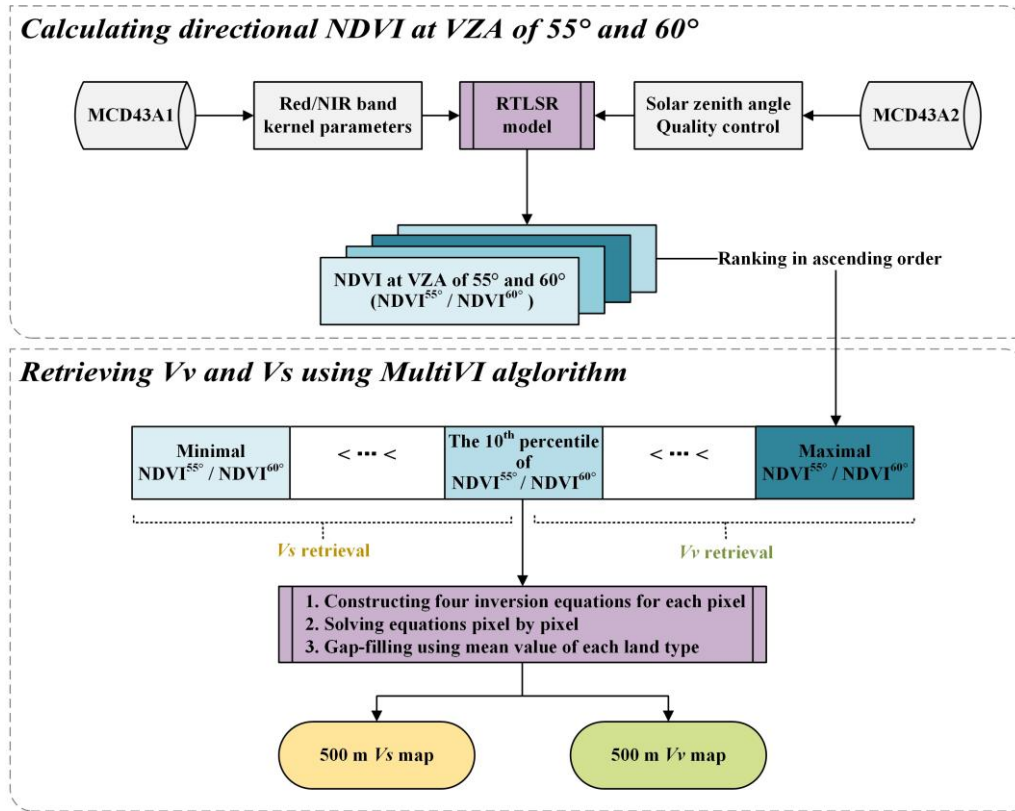 Calculating directional NDVI at VZA of 55° and 60°
MCD43A1
Red/NIR band
kernel parameters
RTLSR
model
Solar zenith angle
Quality control
MCD43A2
NDVI at VZA of 55° and 60°
(NDVI55° / NDVI60° )
Ranking in ascending order
Retrieving Vv and Vs using MultiVI alglorithm
Minimal
NDVI55° / NDVI60°
< ··· <
The 10th percentile
of
NDVI55° / NDVI60°
< ··· <
Maximal
NDVI55° / NDVI60°
Vs retrieval
Vv retrieval
1. Constructing four inversion equations for each pixel
2. Solving equations pixel by pixel
3. Gap-filling using mean value of each land type
500 m Vs map
500 m Vv map